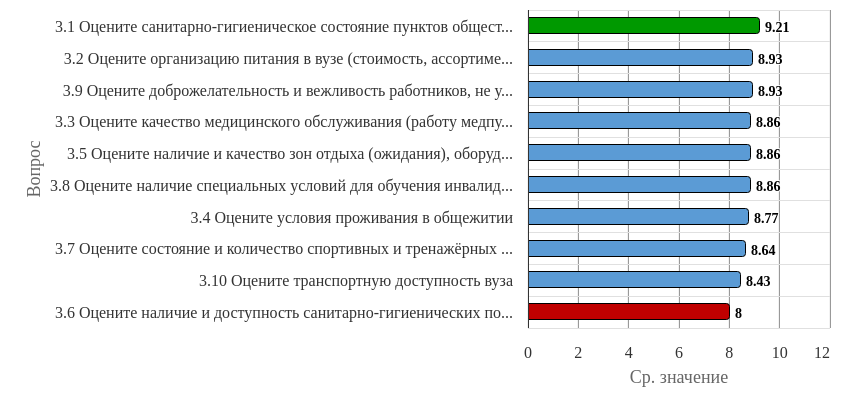 3.1 Оцените санитарно-гигиеническое состояние пунктов общест... 9.21
3.2 Оцените организацию питания в вузе (стоимость, ассортиме... 8.93
3.9 Оцените доброжелательность и вежливость работников, не у... 8.93
3.3 Оцените качество медицинского обслуживания (работу медпу... 8.86
3.5 Оцените наличие и качество зон отдыха (ожидания), оборуд... 8.86
3.8 Оцените наличие специальных условий для обучения инвалид... 8.86
3.4 Оцените условия проживания в общежитии 8.77
3.7 Оцените состояние и количество спортивных и тренажёрных ... 8.64
3.10 Оцените транспортную доступность вуза 8.43
3.6 Оцените наличие и доступность санитарно-гигиенических по... 8
Вопрос
0 2 4 6 8 10 12
Ср. значение